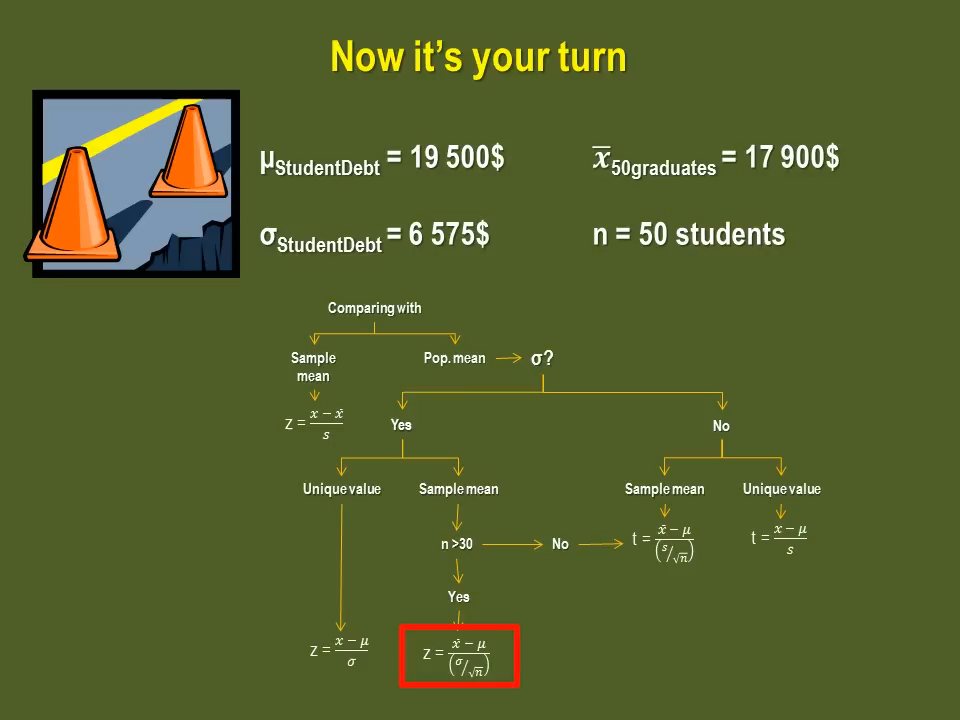 Now it's your turn
μStudentDebt = 19 500$
x̅50graduates = 17 900$
σStudentDebt = 6 575$
n = 50 students
Comparing with
Sample
mean
Pop. mean
σ?
z = (x − x̄)/s
Yes
No
Unique value
Sample mean
Sample mean
Unique value
n >30
No
t = (x̄ − μ)/(s/√n)
t = (x − μ)/s
Yes
z = (x − μ)/σ
z = (x̄ − μ)/(σ/√n)